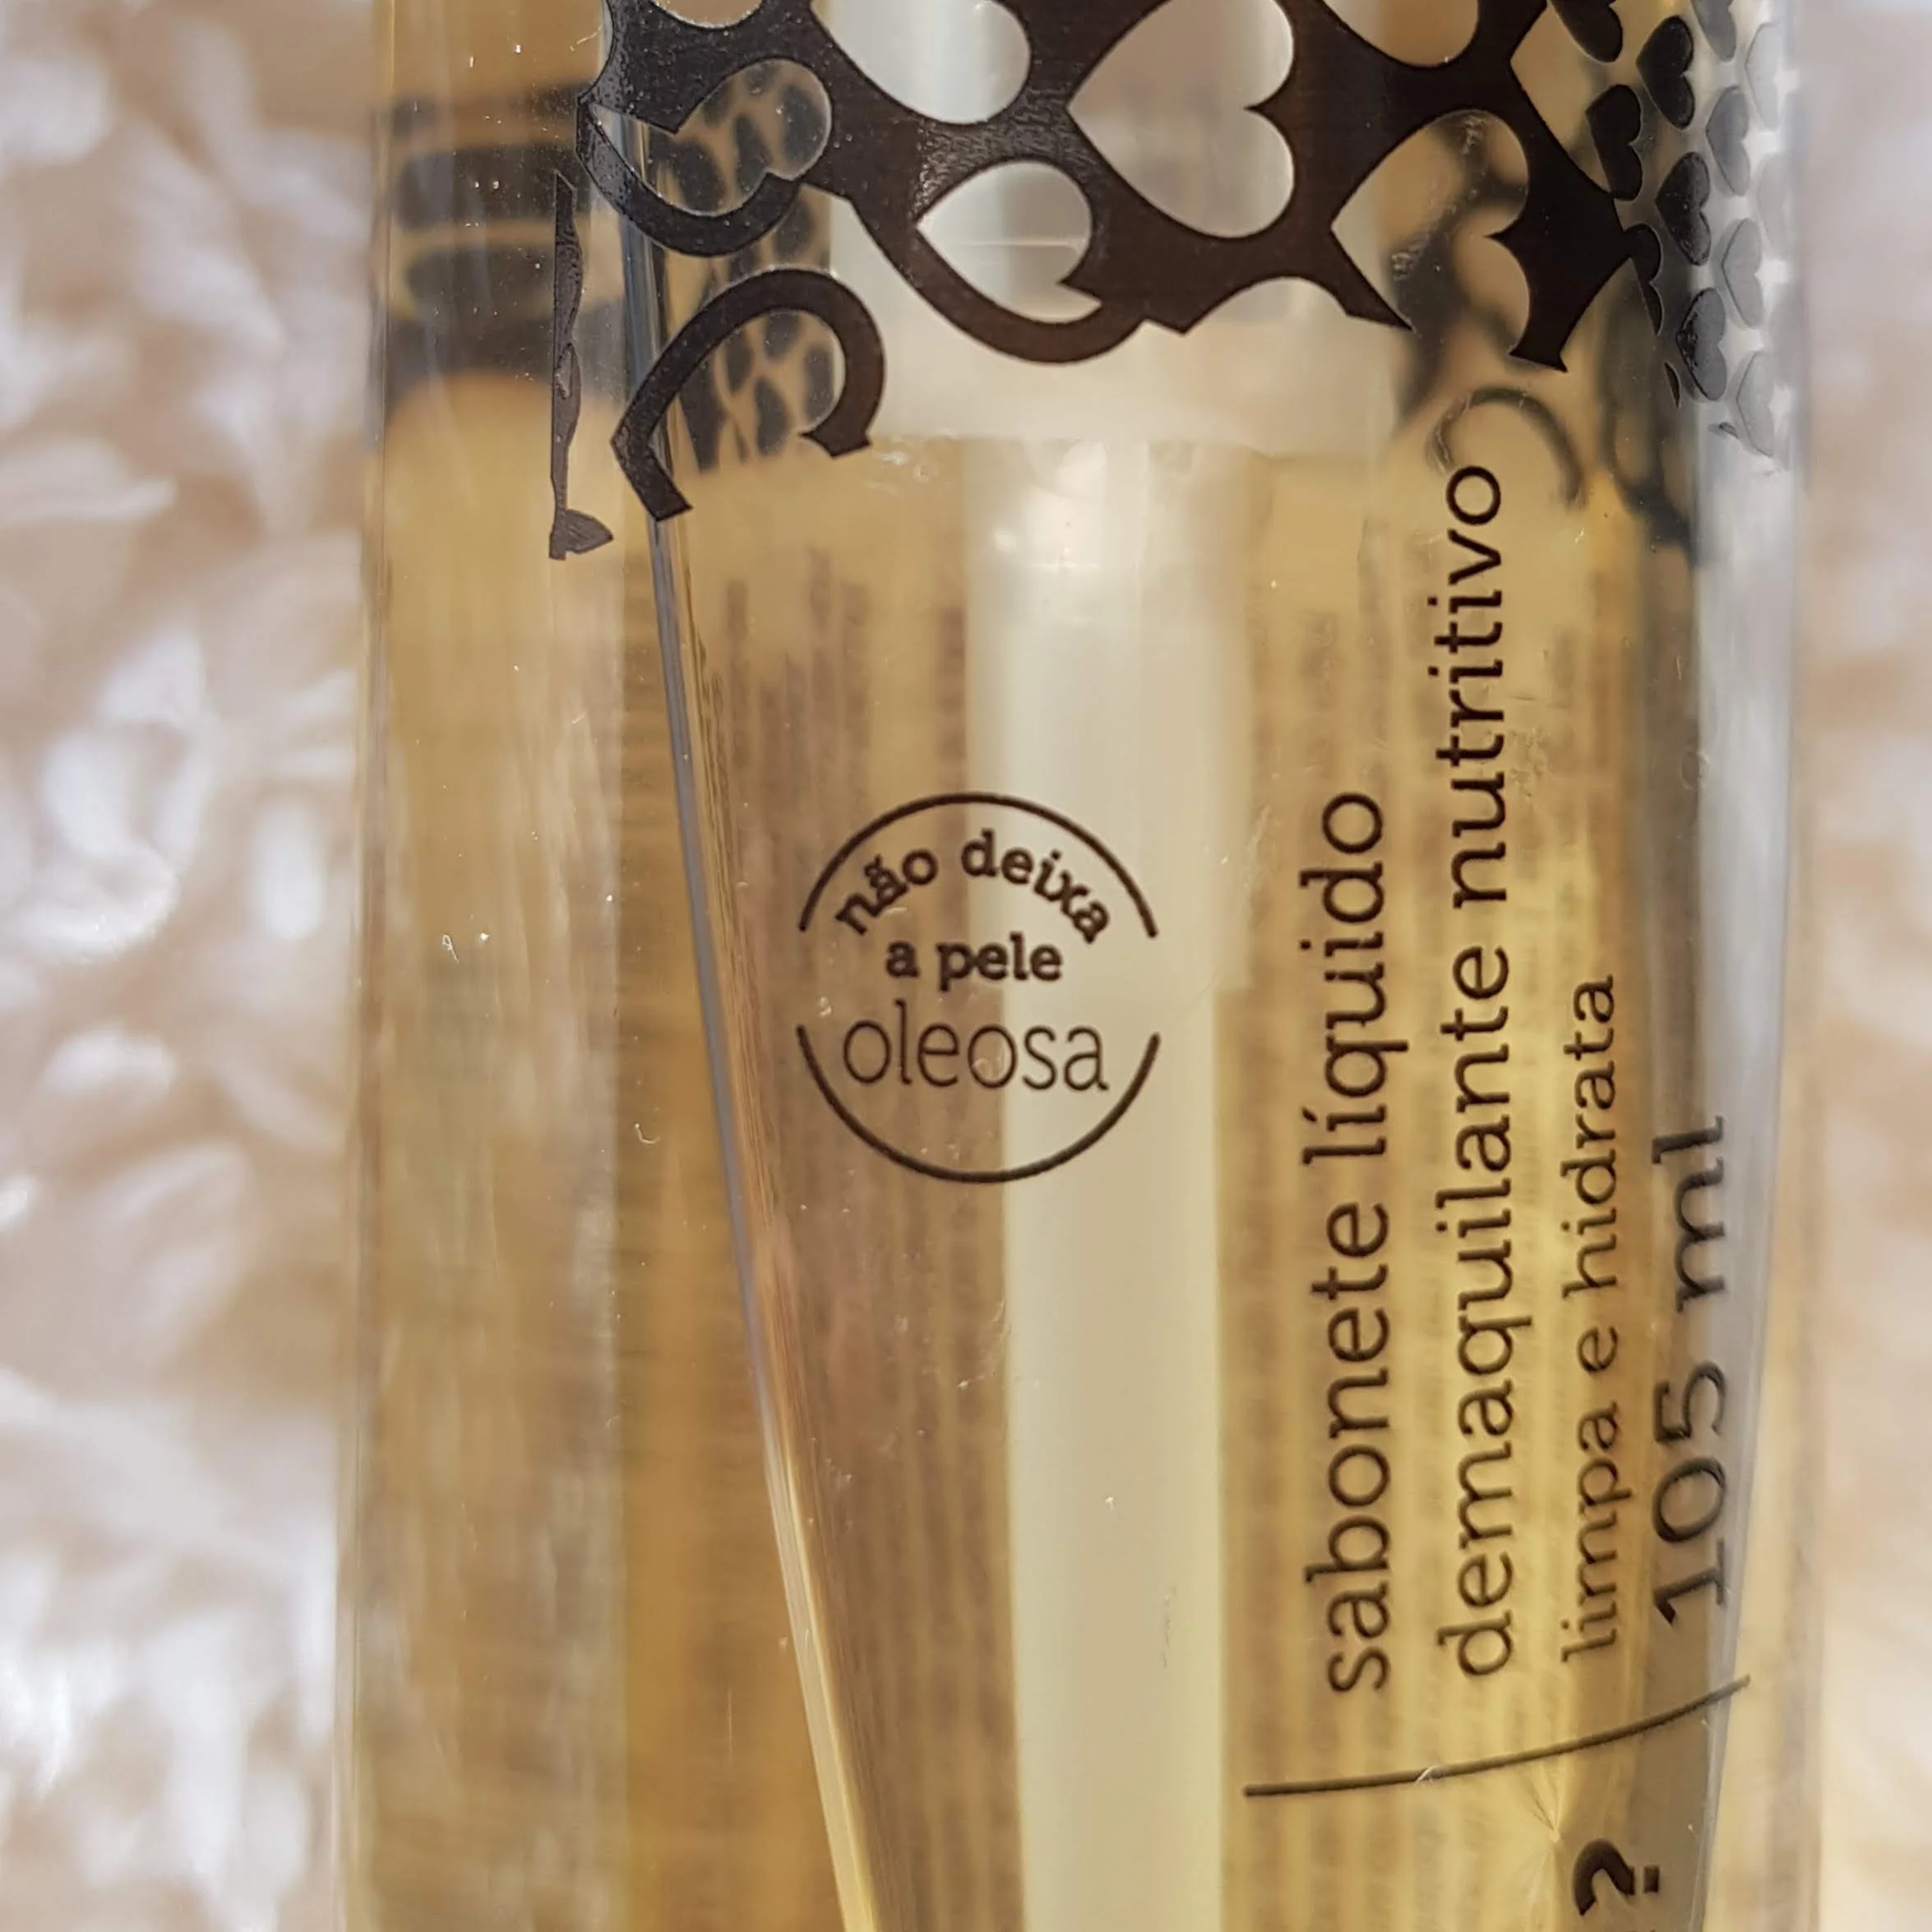 não deixa
a pele
oleosa
sabonete líquido
demaquilante nutritivo
limpa e hidrata
105 ml
?